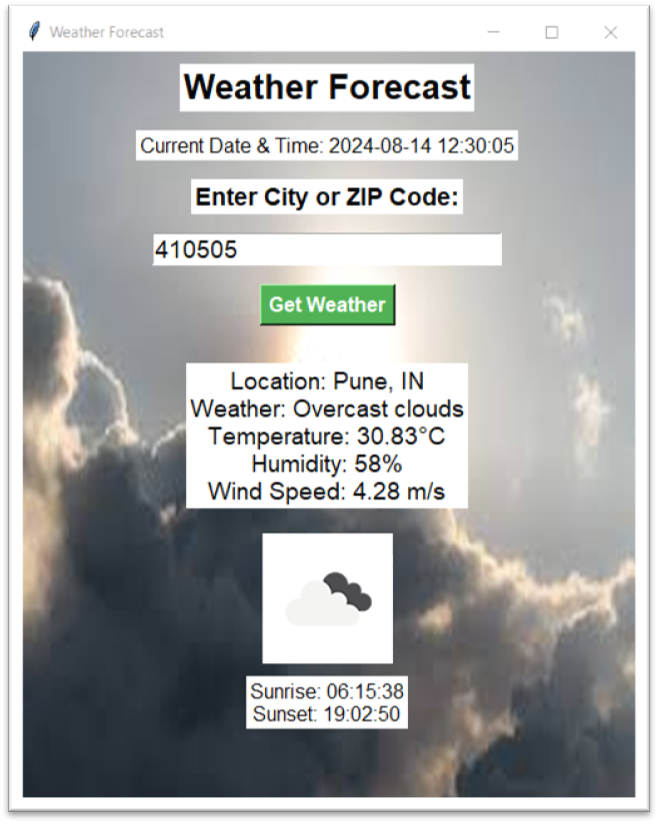 Weather Forecast
Weather Forecast
Current Date & Time: 2024-08-14 12:30:05
Enter City or ZIP Code:
410505
Get Weather
Location: Pune, IN
Weather: Overcast clouds
Temperature: 30.83°C
Humidity: 58%
Wind Speed: 4.28 m/s
Sunrise: 06:15:38
Sunset: 19:02:50